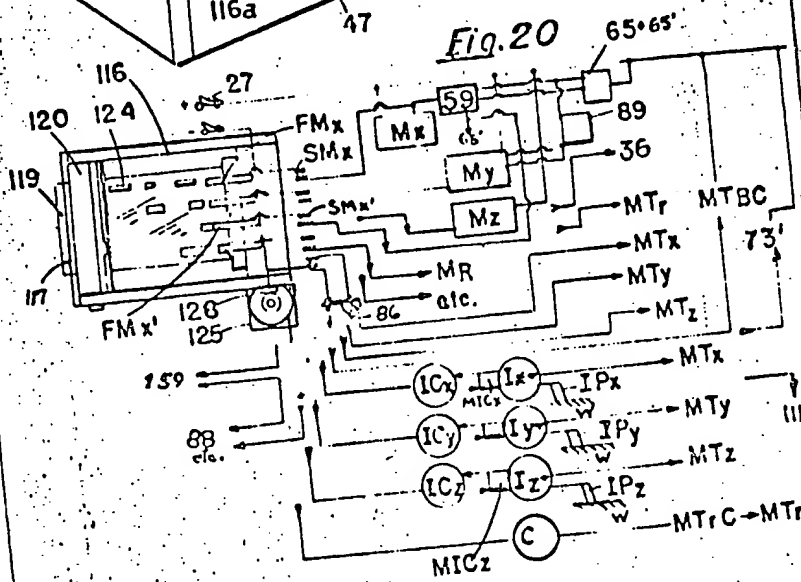 116a
47
Fig. 20
65+65'
116
27
+
-
120
124
FMx
SMx
59
Mx
66'
89
My
36
119
SMx'
Mz
MTr
MTBC
MTx
73'
117
MR
MTy
etc.
128
86
MTz
FMx'
125
159
ICx
Ix
MTx
MICx
IPx
W
88
etc.
ICy
Iy
IPy
MTy
W
111
ICz
Iz
MTz
IPz
W
MICz
C
MTrC→MTr